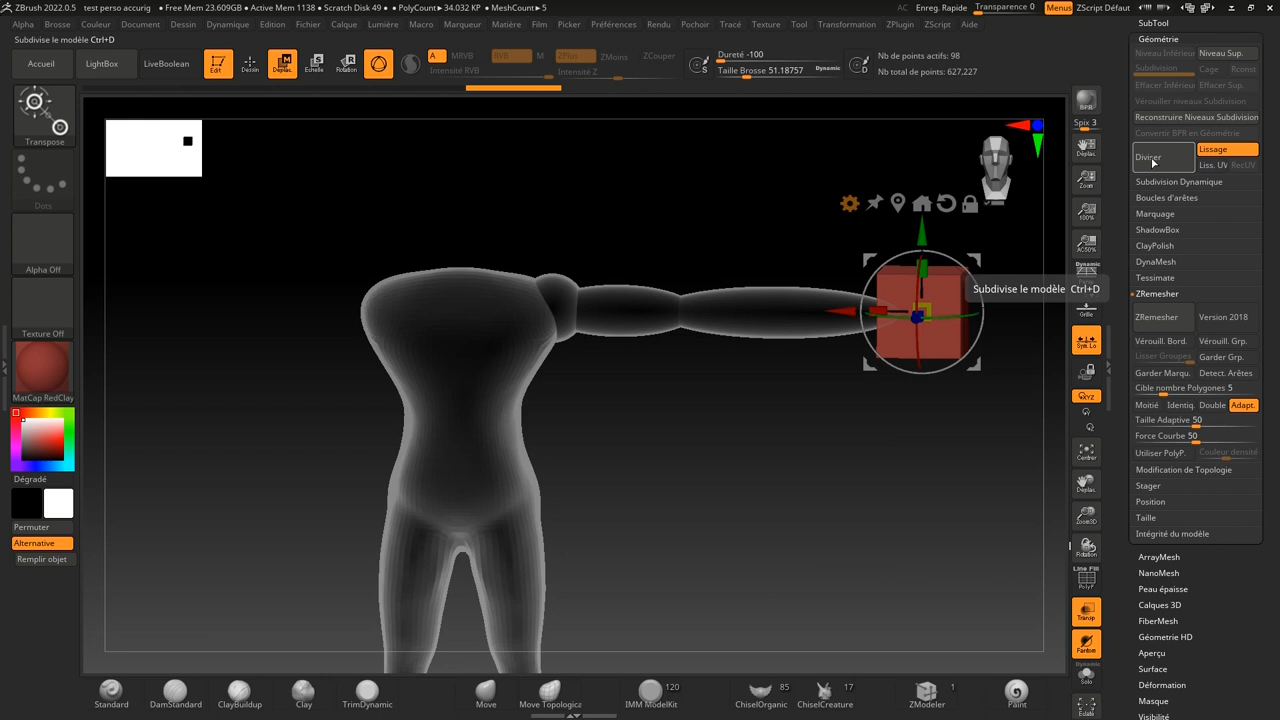 ZBrush 2022.0.5 test perso accurig • Free Mem 23.609GB • Active Mem 1138 • Scratch Disk 49 • PolyCount►34.032 KP • MeshCount►5 AC Enreg. Rapide Transparence 0 Menus ZScript Défaut
Alpha Brosse Couleur Document Dessin Dynamique Edition Fichier Calque Lumière Macro Marqueur Matière Film Picker Préférences Rendu Pochoir Tracé Texture Tool Transformation ZPlugin ZScript Aide
Subdivise le modèle Ctrl+D
Accueil LightBox LiveBoolean Edit Dessin Déplac. Echelle Rotation
A MRVB RVB M ZPlus ZMoins ZCouper
Intensité RVB Intensité Z
Dureté -100
Taille Brosse 51.18757 Dynamic
S D
Nb de points actifs: 98
Nb total de points: 627,227
Transpose
Dots
Alpha Off
Texture Off
MatCap RedClay
Dégradé
Permuter
Alternative
Remplir objet
Subdivise le modèle Ctrl+D
BPR
Spix 3
Déplac.
Zoom
100%
AC50%
Dynamic
Grille
Sym.Lo
XYZ
Centrer
Déplac.
Zoom3D
Rotation
Line Fill
PolyF
Transp
Fantom
Dynamic
Solo
Eclaté
SubTool
Géométrie
Niveau Inférieu Niveau Sup.
Subdivision Cage Rconst
Effacer Inférieu Effacer Sup.
Vérouiller niveaux Subdivision
Reconstruire Niveaux Subdivision
Convertir BPR en Géométrie
Diviser Lissage
Liss. UV RecUV
Subdivision Dynamique
Boucles d'arêtes
Marquage
ShadowBox
ClayPolish
DynaMesh
Tessimate
ZRemesher
ZRemesher Version 2018
Vérouill. Bord. Vérouill. Grp.
Lisser Groupes Garder Grp.
Garder Marqu. Detect. Arêtes
Cible nombre Polygones 5
Moitié Identiq. Double Adapt.
Taille Adaptive 50
Force Courbe 50
Utiliser PolyP. Couleur densité
Modification de Topologie
Stager
Position
Taille
Intégrité du modèle
ArrayMesh
NanoMesh
Peau épaisse
Calques 3D
FiberMesh
Géometrie HD
Aperçu
Surface
Déformation
Masque
Visibilité
Standard DamStandard ClayBuildup Clay TrimDynamic Move Move Topologica 120 IMM ModelKit 85 ChiselOrganic 17 ChiselCreature 1 ZModeler Paint